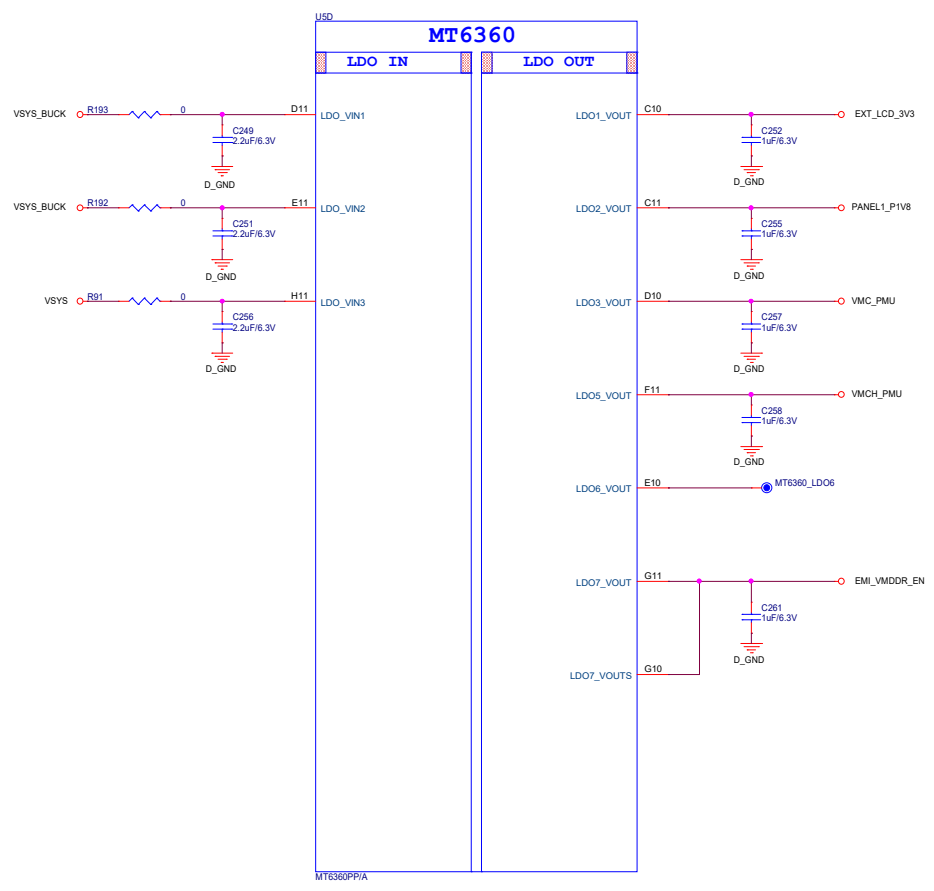 U5D
MT6360
LDO IN
LDO OUT
VSYS_BUCK
R193
0
D11
LDO_VIN1
C249
2.2uF/6.3V
D_GND
VSYS_BUCK
R192
0
E11
LDO_VIN2
C251
2.2uF/6.3V
D_GND
VSYS
R91
0
H11
LDO_VIN3
C256
2.2uF/6.3V
D_GND
LDO1_VOUT
C10
EXT_LCD_3V3
C252
1uF/6.3V
D_GND
LDO2_VOUT
C11
PANEL1_P1V8
C255
1uF/6.3V
D_GND
LDO3_VOUT
D10
VMC_PMU
C257
1uF/6.3V
D_GND
LDO5_VOUT
F11
VMCH_PMU
C258
1uF/6.3V
D_GND
LDO6_VOUT
E10
MT6360_LDO6
LDO7_VOUT
G11
EMI_VMDDR_EN
C261
1uF/6.3V
D_GND
LDO7_VOUTS
G10
MT6360PP/A